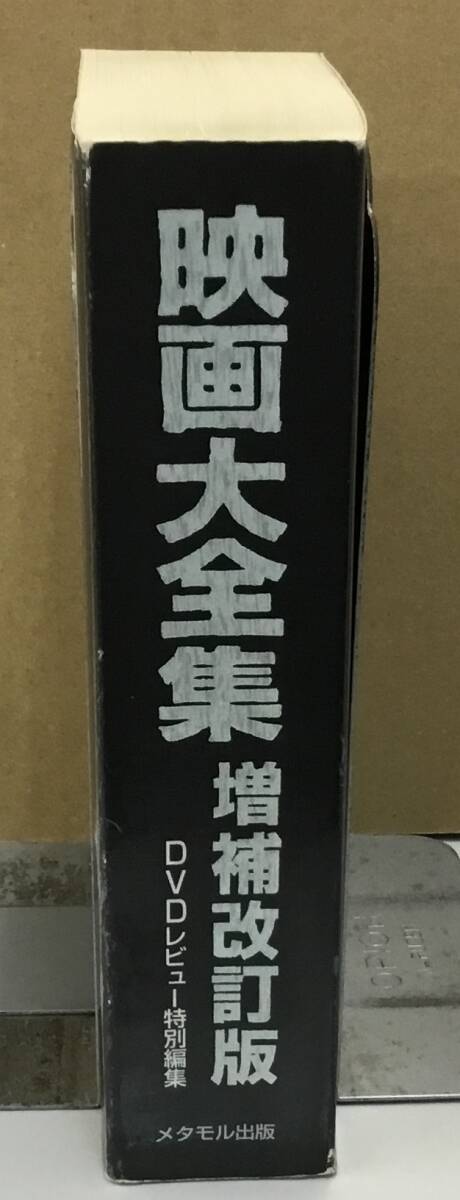 映画大全集
増補改訂版
DVDレビュー特別編集
メタモル出版